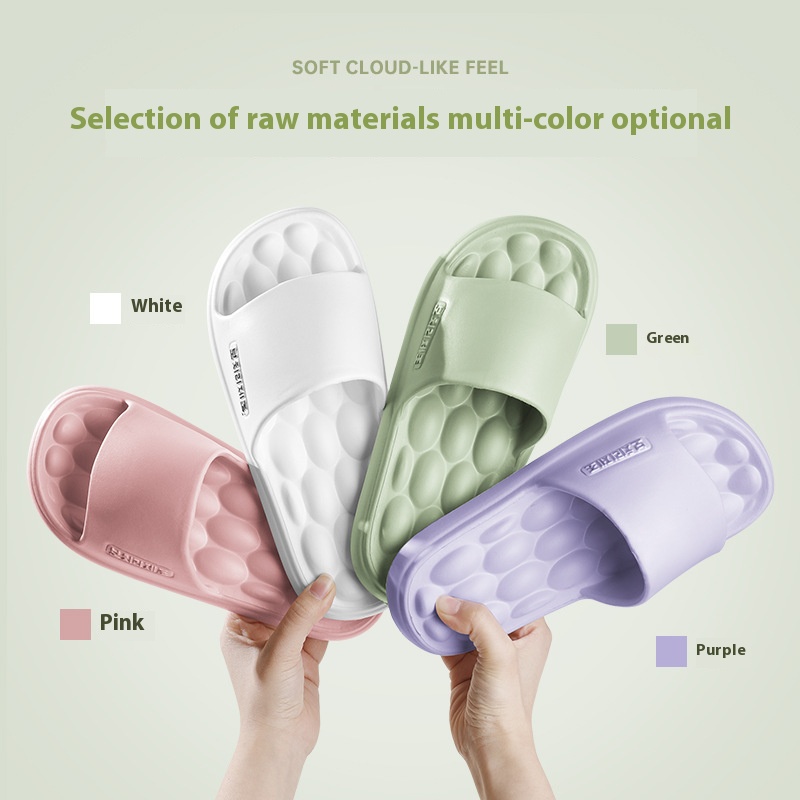 SOFT CLOUD-LIKE FEEL
Selection of raw materials multi-color optional
White
Green
Pink
Purple